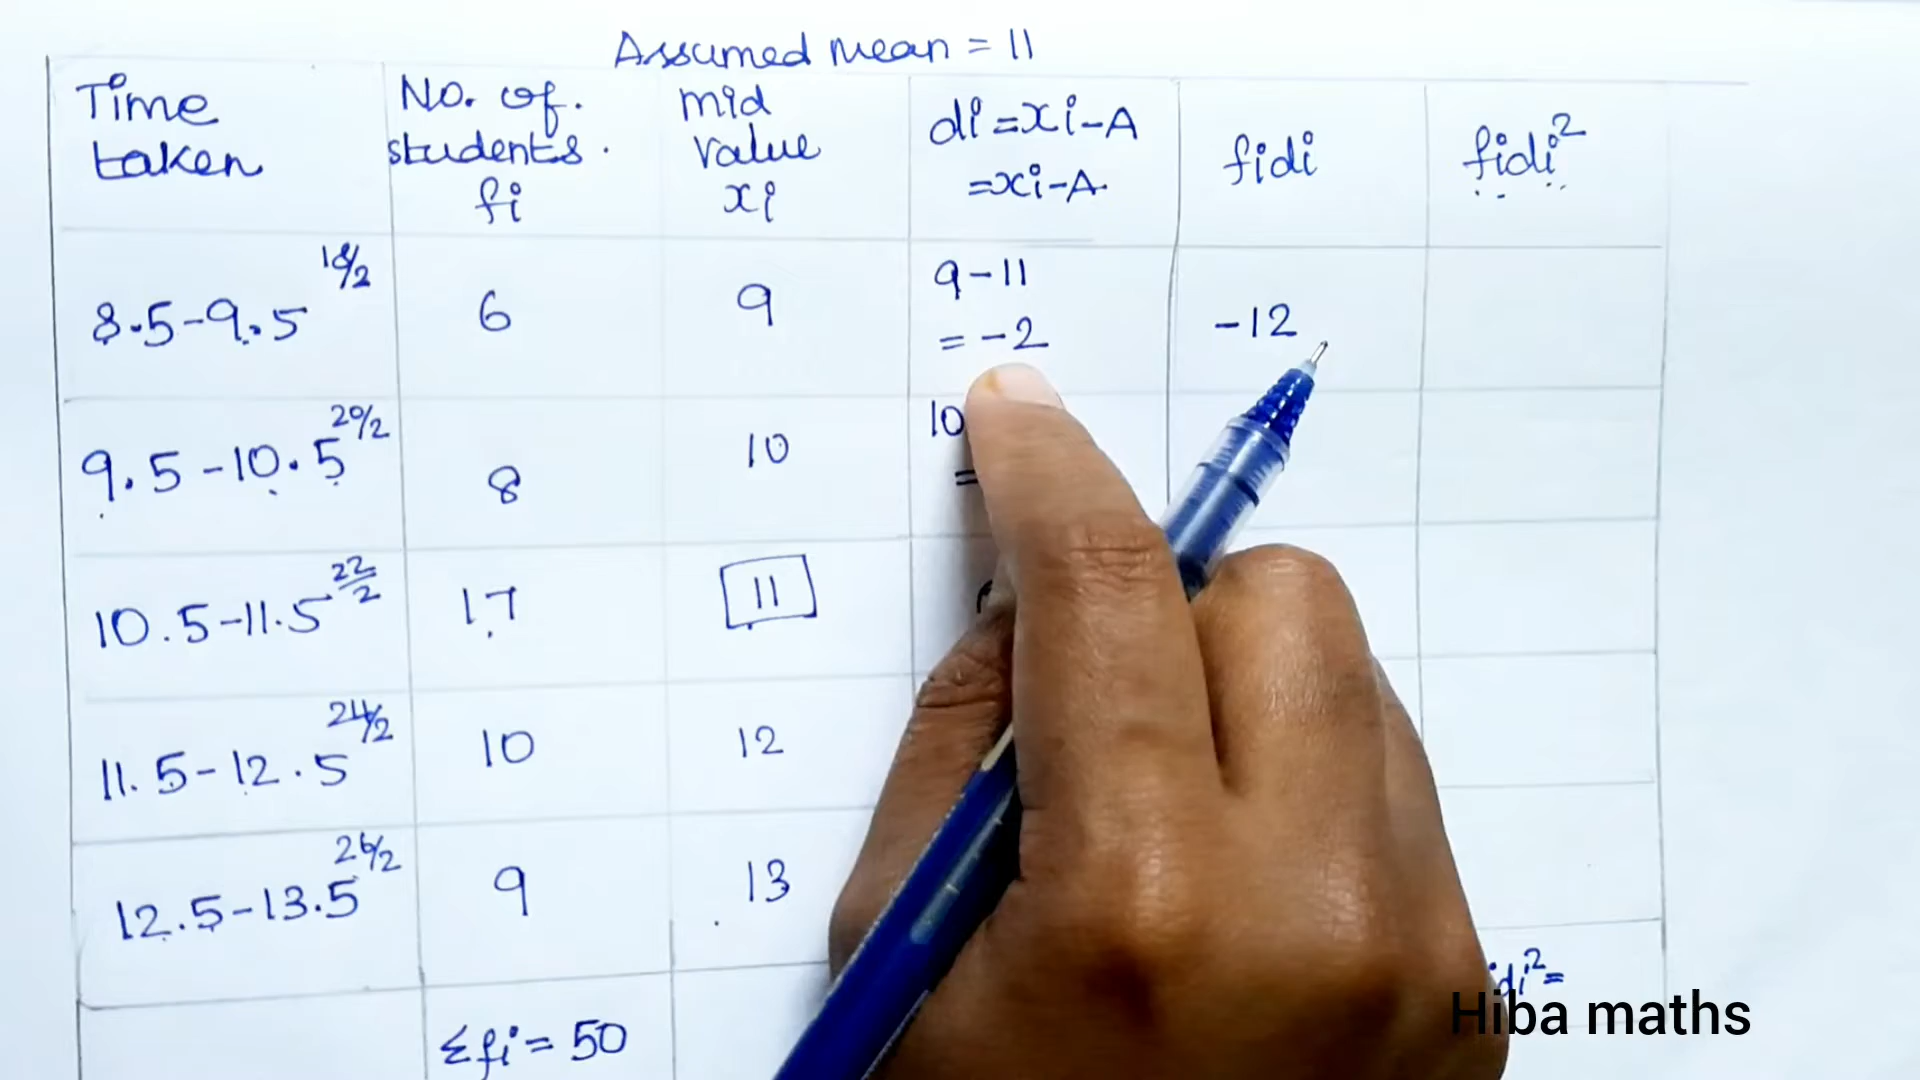 Assumed mean = 11
Time taken
No. of. students. fi
mid value xi
di = xi - A
= xi - A.
fidi
fidi²
8.5 - 9.5 18/2
6
9
9 - 11
= -2
-12
9.5 - 10.5 20/2
8
10
10
=
10.5 - 11.5 22/2
17
11
11.5 - 12.5 24/2
10
12
12.5 - 13.5 26/2
9
13
Σfi = 50
idi² =
Hiba maths